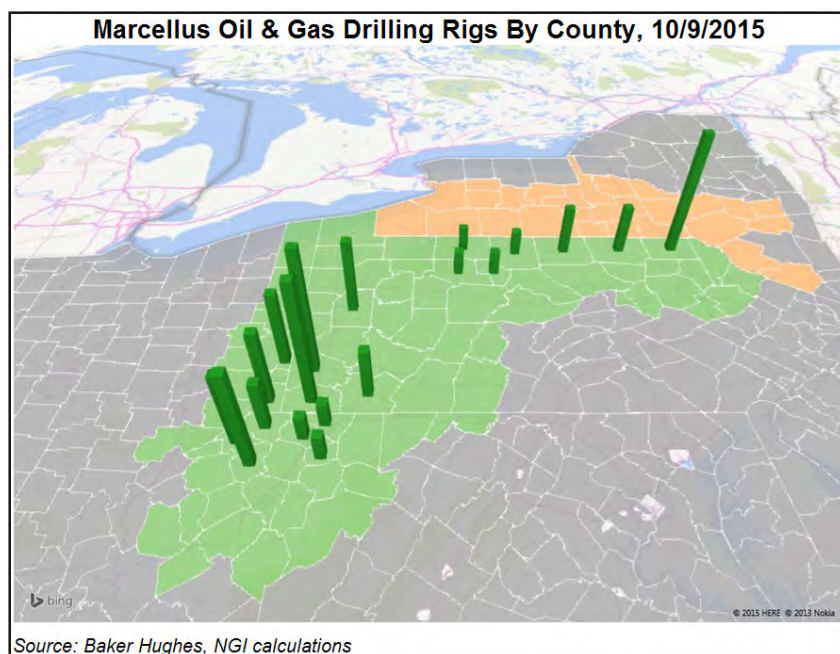 Marcellus Oil & Gas Drilling Rigs By County, 10/9/2015
bing
© 2015 HERE © 2013 Nokia
Source: Baker Hughes, NGI calculations